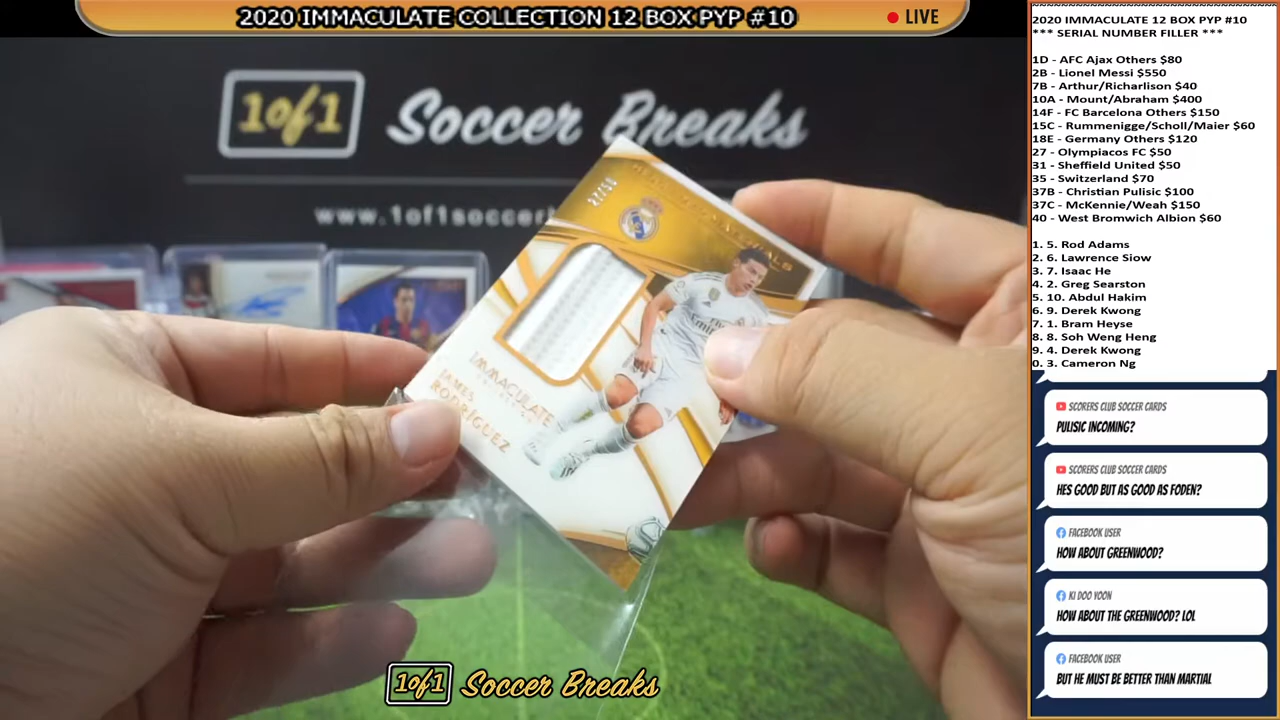 2020 IMMACULATE COLLECTION 12 BOX PYP #10
LIVE
1of1 Soccer Breaks
27/50
IMMACULATE
JAMES
RODRÍGUEZ
1of1 Soccer Breaks
2020 IMMACULATE 12 BOX PYP #10
*** SERIAL NUMBER FILLER ***
1D - AFC Ajax Others $80
2B - Lionel Messi $550
7B - Arthur/Richarlison $40
10A - Mount/Abraham $400
14F - FC Barcelona Others $150
15C - Rummenigge/Scholl/Maier $60
18E - Germany Others $120
27 - Olympiacos FC $50
31 - Sheffield United $50
35 - Switzerland $70
37B - Christian Pulisic $100
37C - McKennie/Weah $150
40 - West Bromwich Albion $60
1. 5. Rod Adams
2. 6. Lawrence Siow
3. 7. Isaac He
4. 2. Greg Searston
5. 10. Abdul Hakim
6. 9. Derek Kwong
7. 1. Bram Heyse
8. 8. Soh Weng Heng
9. 4. Derek Kwong
0. 3. Cameron Ng
SCORERS CLUB SOCCER CARDS
PULISIC INCOMING?
SCORERS CLUB SOCCER CARDS
HES GOOD BUT AS GOOD AS FODEN?
FACEBOOK USER
HOW ABOUT GREENWOOD?
KI DOO YOON
HOW ABOUT THE GREENWOOD? LOL
FACEBOOK USER
BUT HE MUST BE BETTER THAN MARTIAL